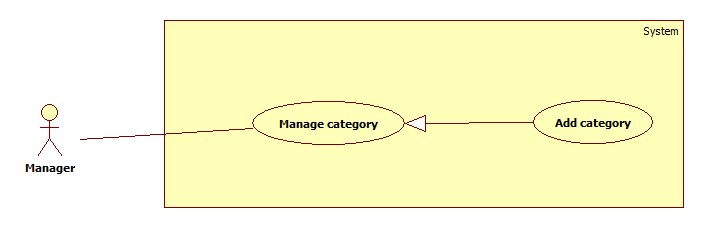 System
Manage category
Add category
Manager